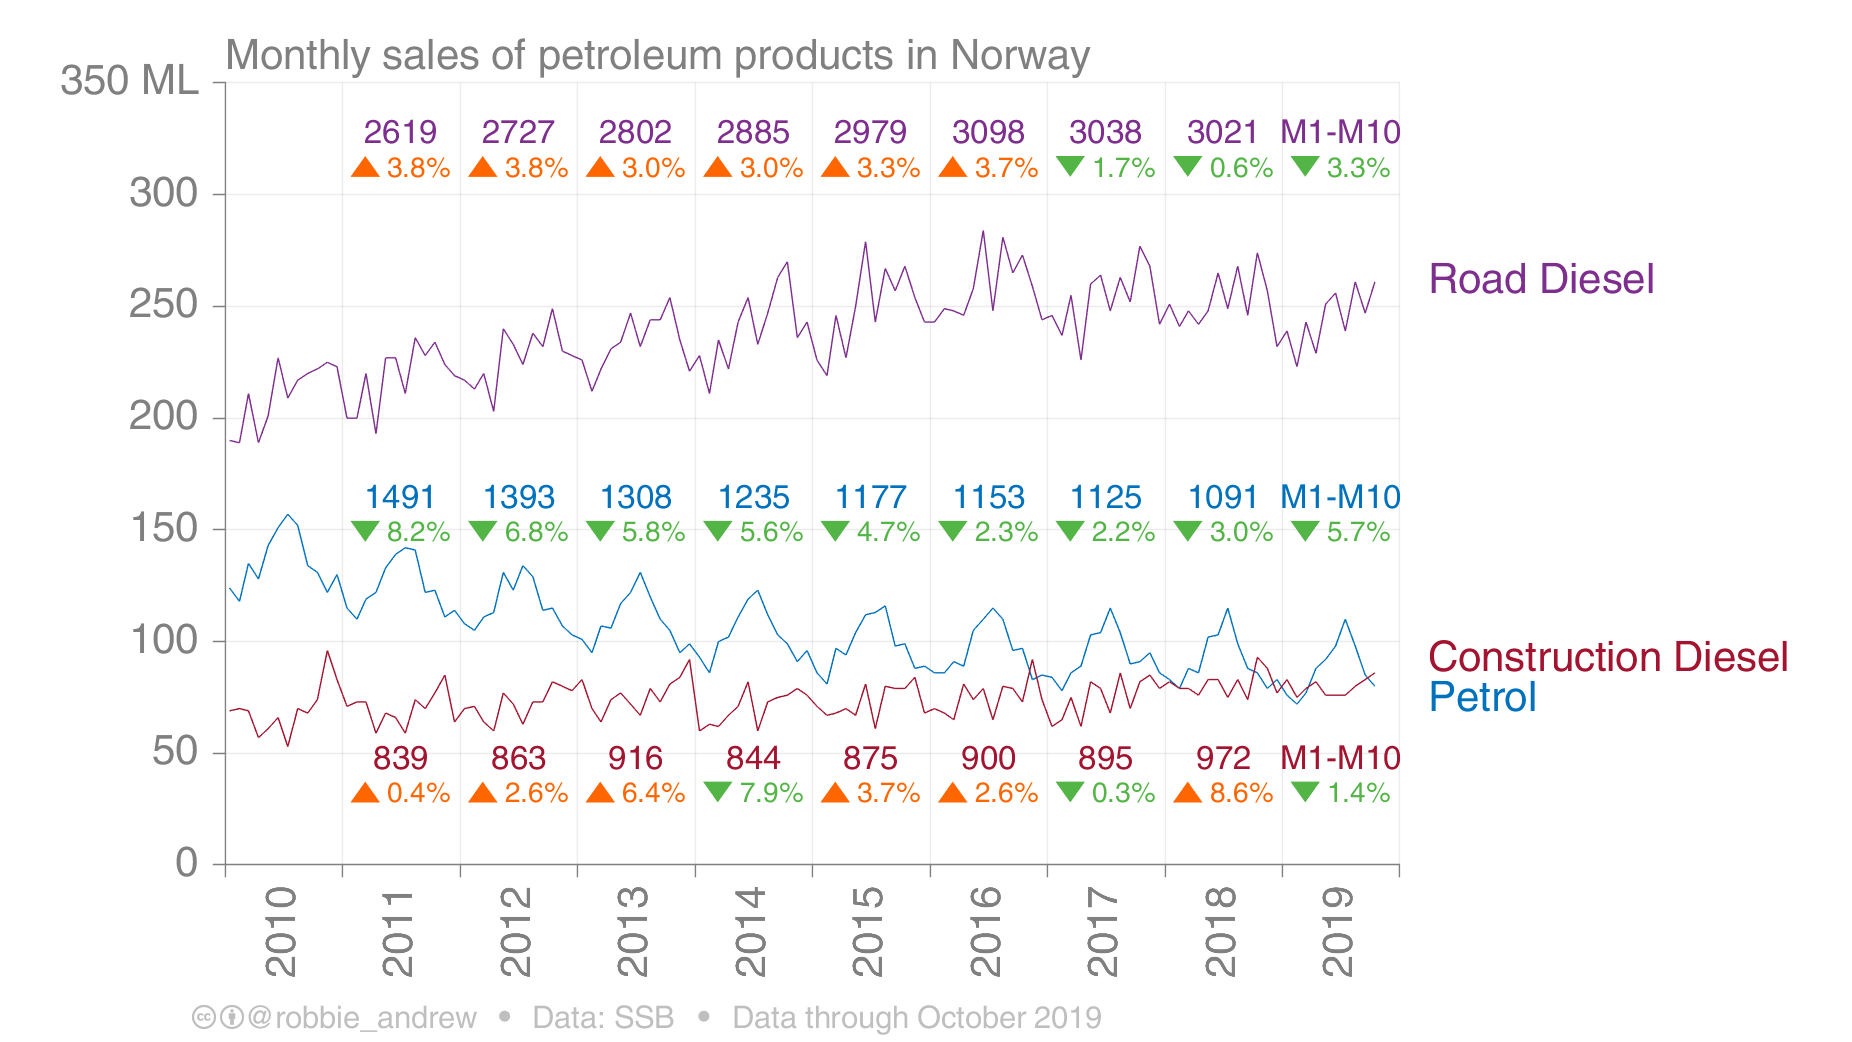 Monthly sales of petroleum products in Norway
350 ML
2619 2727 2802 2885 2979 3098 3038 3021 M1-M10
▲ 3.8% ▲ 3.8% ▲ 3.0% ▲ 3.0% ▲ 3.3% ▲ 3.7% ▼ 1.7% ▼ 0.6% ▼ 3.3%
300
Road Diesel
250
200
1491 1393 1308 1235 1177 1153 1125 1091 M1-M10
150
▼ 8.2% ▼ 6.8% ▼ 5.8% ▼ 5.6% ▼ 4.7% ▼ 2.3% ▼ 2.2% ▼ 3.0% ▼ 5.7%
100
Construction Diesel
Petrol
50
839 863 916 844 875 900 895 972 M1-M10
▲ 0.4% ▲ 2.6% ▲ 6.4% ▼ 7.9% ▲ 3.7% ▲ 2.6% ▼ 0.3% ▲ 8.6% ▼ 1.4%
0
2010 2011 2012 2013 2014 2015 2016 2017 2018 2019
cc @robbie_andrew • Data: SSB • Data through October 2019